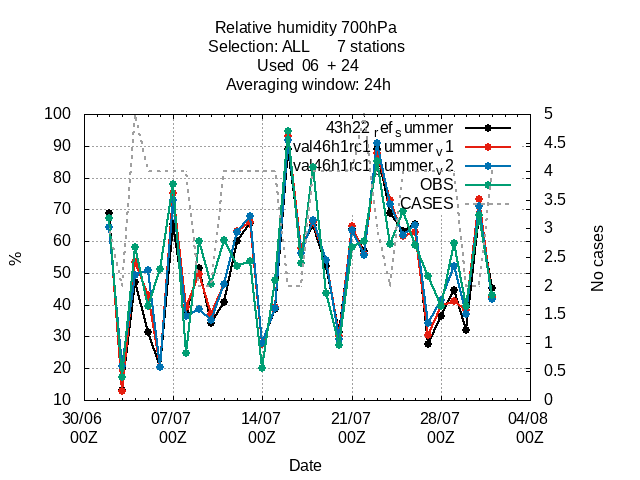 Relative humidity 700hPa
Selection: ALL 7 stations
Used 06 + 24
Averaging window: 24h
100
90
80
70
60
50
40
30
20
10
%
5
4.5
4
3.5
3
2.5
2
1.5
1
0.5
0
No cases
43h22_ref_summer
val46h1rc1_summer_v1
val46h1rc1_summer_v2
OBS
CASES
30/06 07/07 14/07 21/07 28/07 04/08
00Z 00Z 00Z 00Z 00Z 00Z
Date